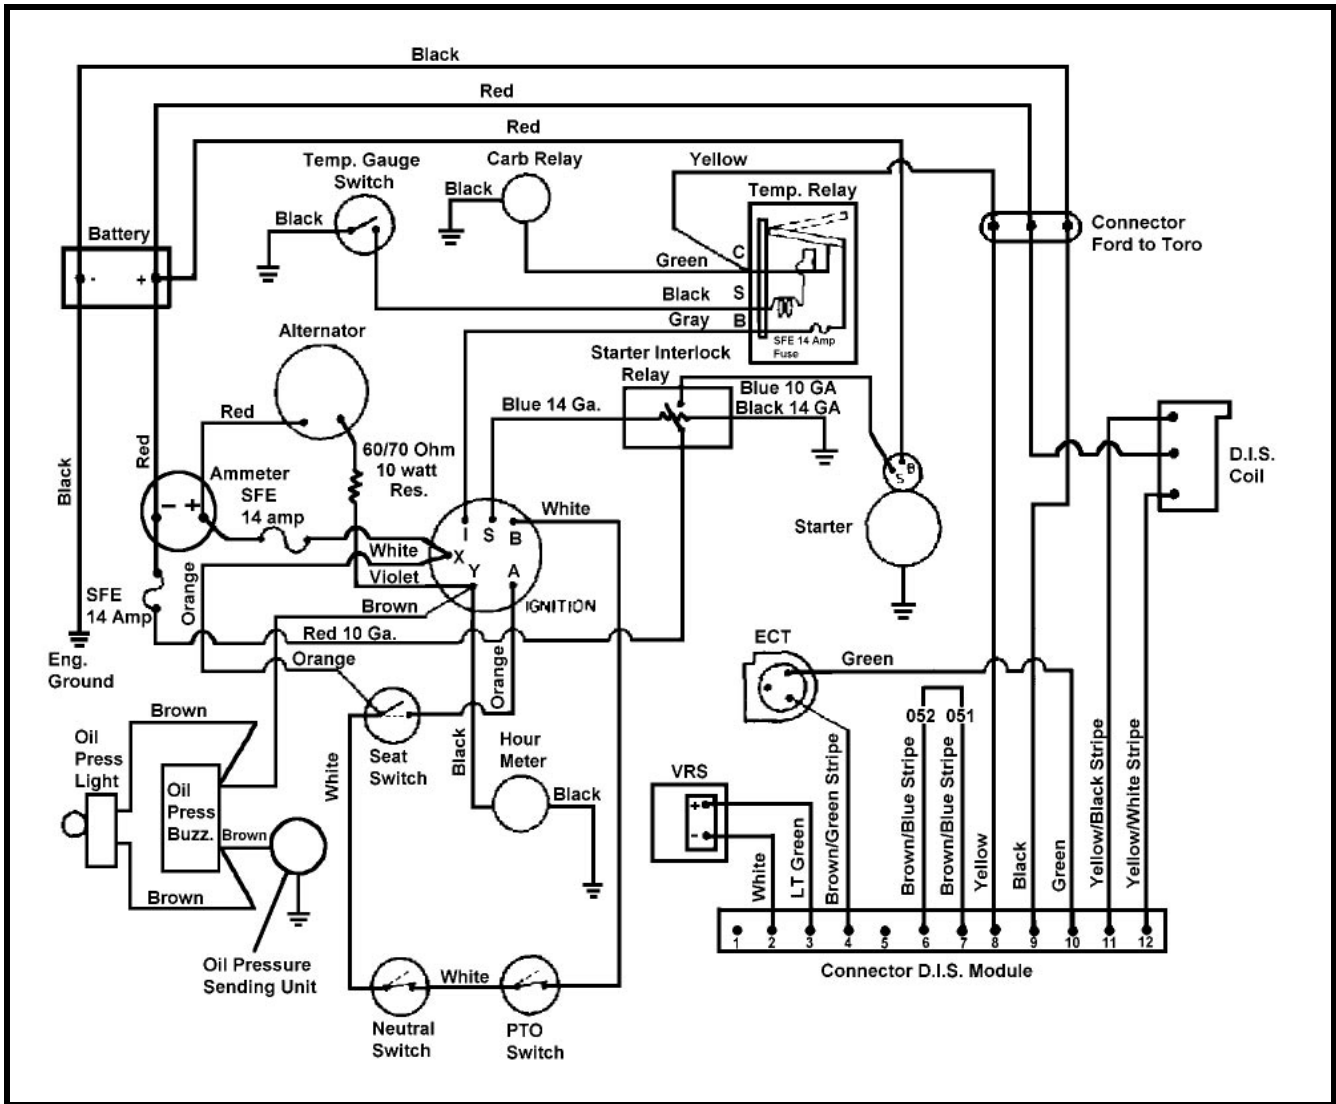 Black
Red
Red
Temp. Gauge
Switch
Carb Relay
Yellow
Black
Black
Temp. Relay
Connector
Ford to Toro
Battery
- +
Green
C
Black
S
Gray
B
SFE 14 Amp
Fuse
Alternator
Starter Interlock
Relay
Blue 10 GA
Black 14 GA
Blue 14 Ga.
Red
Red
Black
60/70 Ohm
10 watt
Res.
Ammeter
SFE
14 amp
- +
D.I.S.
Coil
S B
Starter
White
I S B
X
Y A
IGNITION
White
Violet
Brown
Orange
SFE
14 Amp
Red 10 Ga.
Orange
Orange
Eng.
Ground
ECT
Green
Brown
Oil
Press
Light
Oil
Press
Buzz.
Brown
Brown
Oil Pressure
Sending Unit
Seat
Switch
White
Black
Hour
Meter
Black
VRS
+
-
052 051
White
LT Green
Brown/Green Stripe
Brown/Blue Stripe
Brown/Blue Stripe
Yellow
Black
Green
Yellow/Black Stripe
Yellow/White Stripe
1 2 3 4 5 6 7 8 9 10 11 12
Connector D.I.S. Module
White
Neutral
Switch
PTO
Switch